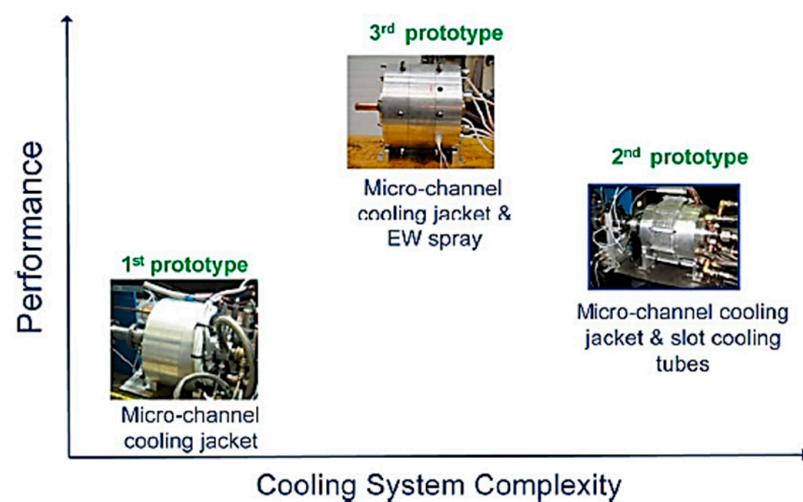 3rd prototype
Micro-channel
cooling jacket &
EW spray
2nd prototype
Micro-channel cooling
jacket & slot cooling
tubes
1st prototype
Micro-channel
cooling jacket
Performance
Cooling System Complexity